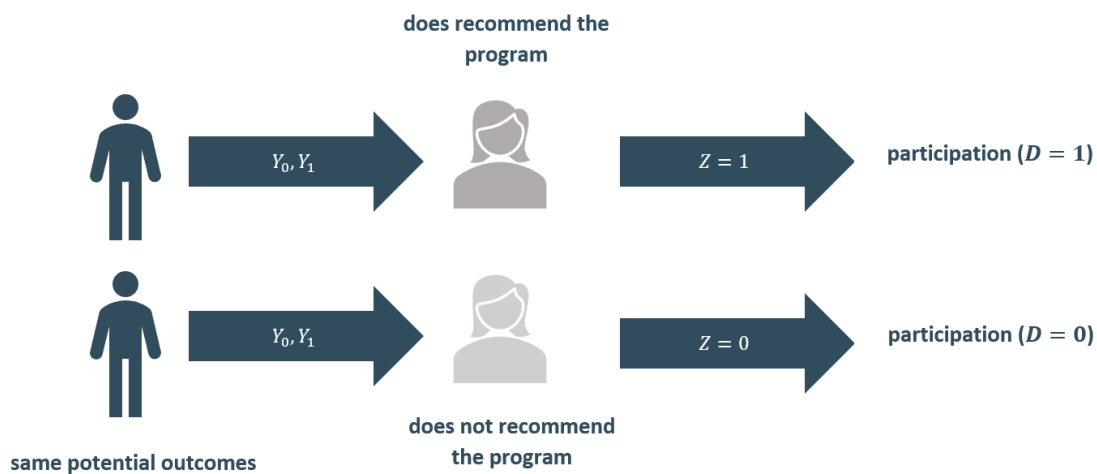 does recommend the
program
Y₀, Y₁
Z = 1
participation (D = 1)
Y₀, Y₁
Z = 0
participation (D = 0)
does not recommend
the program
same potential outcomes